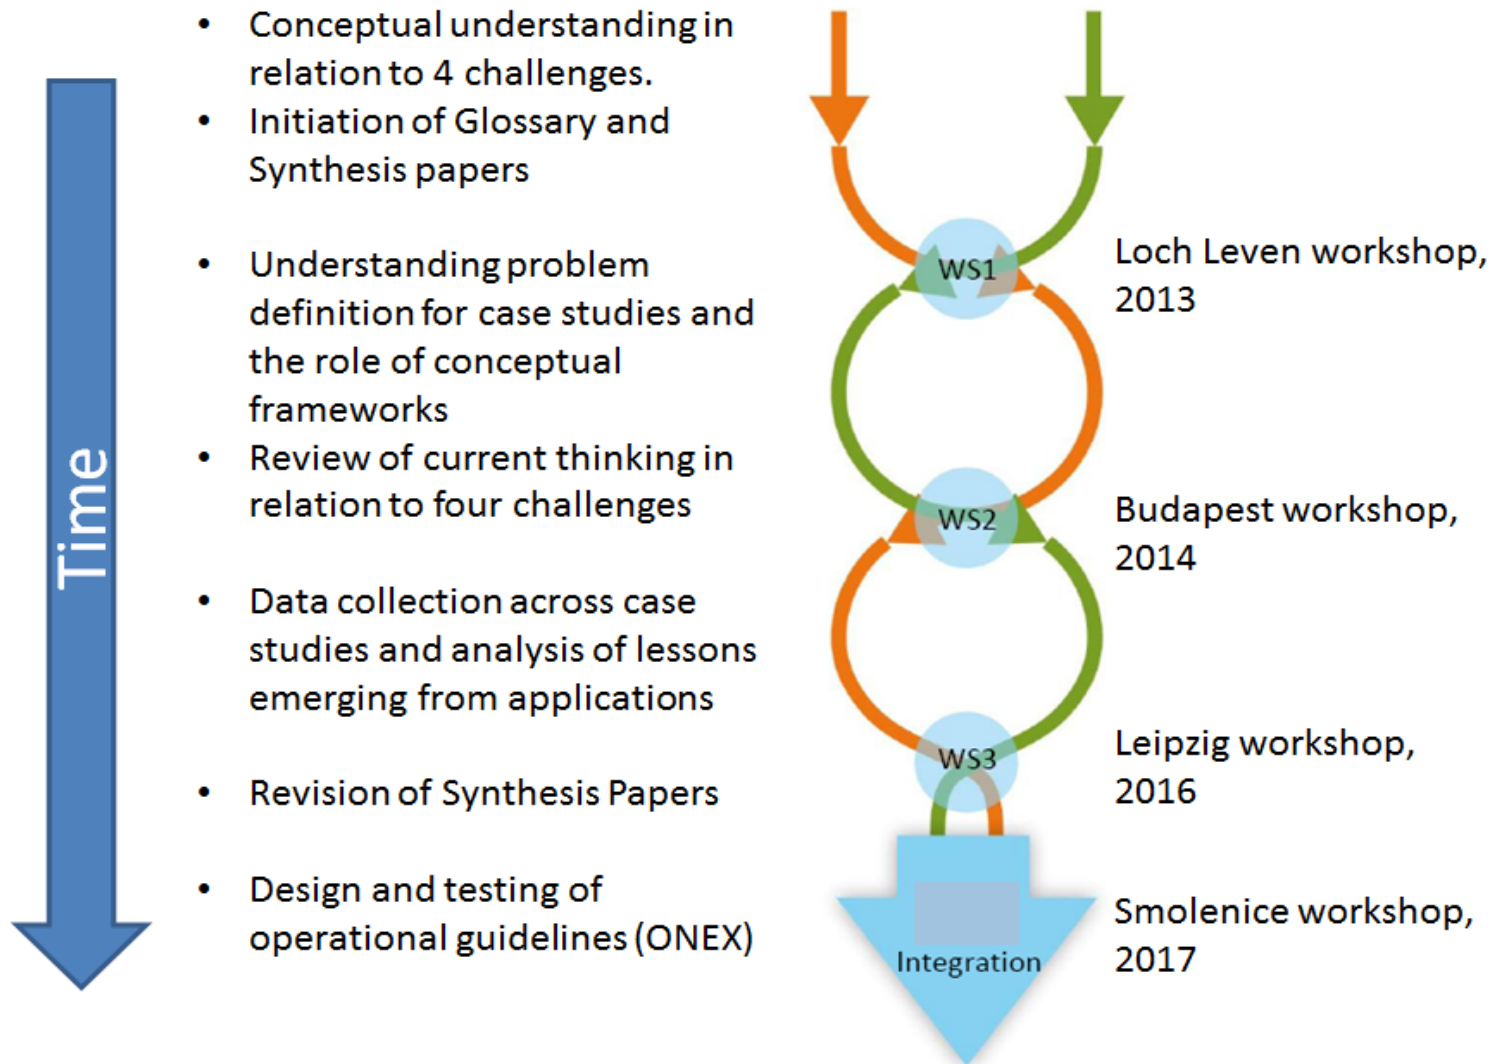 Time
• Conceptual understanding in
relation to 4 challenges.
• Initiation of Glossary and
Synthesis papers
• Understanding problem
definition for case studies and
the role of conceptual
frameworks
• Review of current thinking in
relation to four challenges
• Data collection across case
studies and analysis of lessons
emerging from applications
• Revision of Synthesis Papers
• Design and testing of
operational guidelines (ONEX)
WS1
Loch Leven workshop,
2013
WS2
Budapest workshop,
2014
WS3
Leipzig workshop,
2016
Integration
Smolenice workshop,
2017